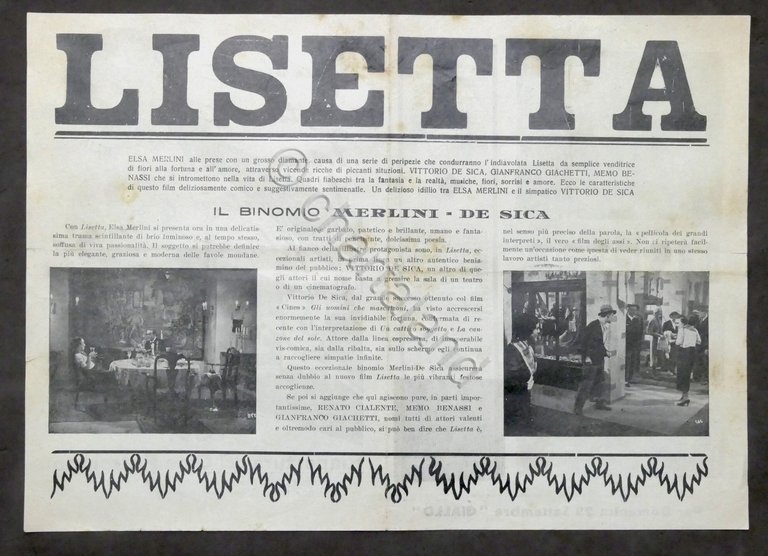 LISETTA
ELSA MERLINI alle prese con un grosso diamante, causa di una serie di peripezie che condurranno l'indiavolata Lisetta da semplice venditrice
di fiori alla fortuna e all'amore, attraverso vicende ricche di piccanti situazioni. VITTORIO DE SICA, GIANFRANCO GIACHETTI, MEMO BE-
NASSI che si intromettono nella vita di Lisetta. Quadri fiabeschi tra la fantasia e la realtà, musiche, fiori, sorrisi e amore. Ecco le caratteristiche
di questo film deliziosamente comico e suggestivamente sentimentale. Un delizioso idillio tra ELSA MERLINI e il simpatico VITTORIO DE SICA
IL BINOMIO MERLINI - DE SICA
Con Lisetta, Elsa Merlini si presenta ora in una delicatis-
sima trama scintillante di brio luminoso e, al tempo stesso,
soffusa di viva passionalità. Il soggetto si potrebbe definire
la più elegante, graziosa e moderna delle favole mondane.
E' originale, garbato, patetico e brillante, umano e fanta-
sioso, con tratti di dolcissima poesia.
Al fianco della protagonista sono, in Lisetta, ec-
cezionali artisti, un altro autentico benia-
mino del pubblico: VITTORIO DE SICA, un altro di que-
gli attori il cui nome basta a gremire la sala di un teatro
o di un cinematografo.
Vittorio De Sica, dal grande successo ottenuto col film
« Cines » Gli uomini che mascalzoni, ha visto accrescersi
enormemente la sua invidiabile fortuna, confermata di re-
cente con l'interpretazione di Un cattivo soggetto e La can-
zone del sole. Attore dalla linea
vis-comica, sia dalla ribalta, sia sullo schermo egli continua
a raccogliere simpatie infinite.
Questo eccezionale binomio Merlini-De Sica assicurerà
senza dubbio al nuovo film Lisetta le più vibranti, festose
accoglienze.
Se poi si aggiunge che qui agiscono pure, in parti impor-
tantissime, RENATO CIALENTE, MEMO BENASSI e
GIANFRANCO GIACHETTI, nomi tutti di attori valenti
e oltremodo cari al pubblico, si può ben dire che Lisetta è,
nel senso più preciso della parola, la « pellicola dei grandi
interpreti », il vero « film degli assi ». Non ci ripeterà facil-
mente un'occasione come questa di veder riuniti in uno stesso
lavoro artisti tanto preziosi.